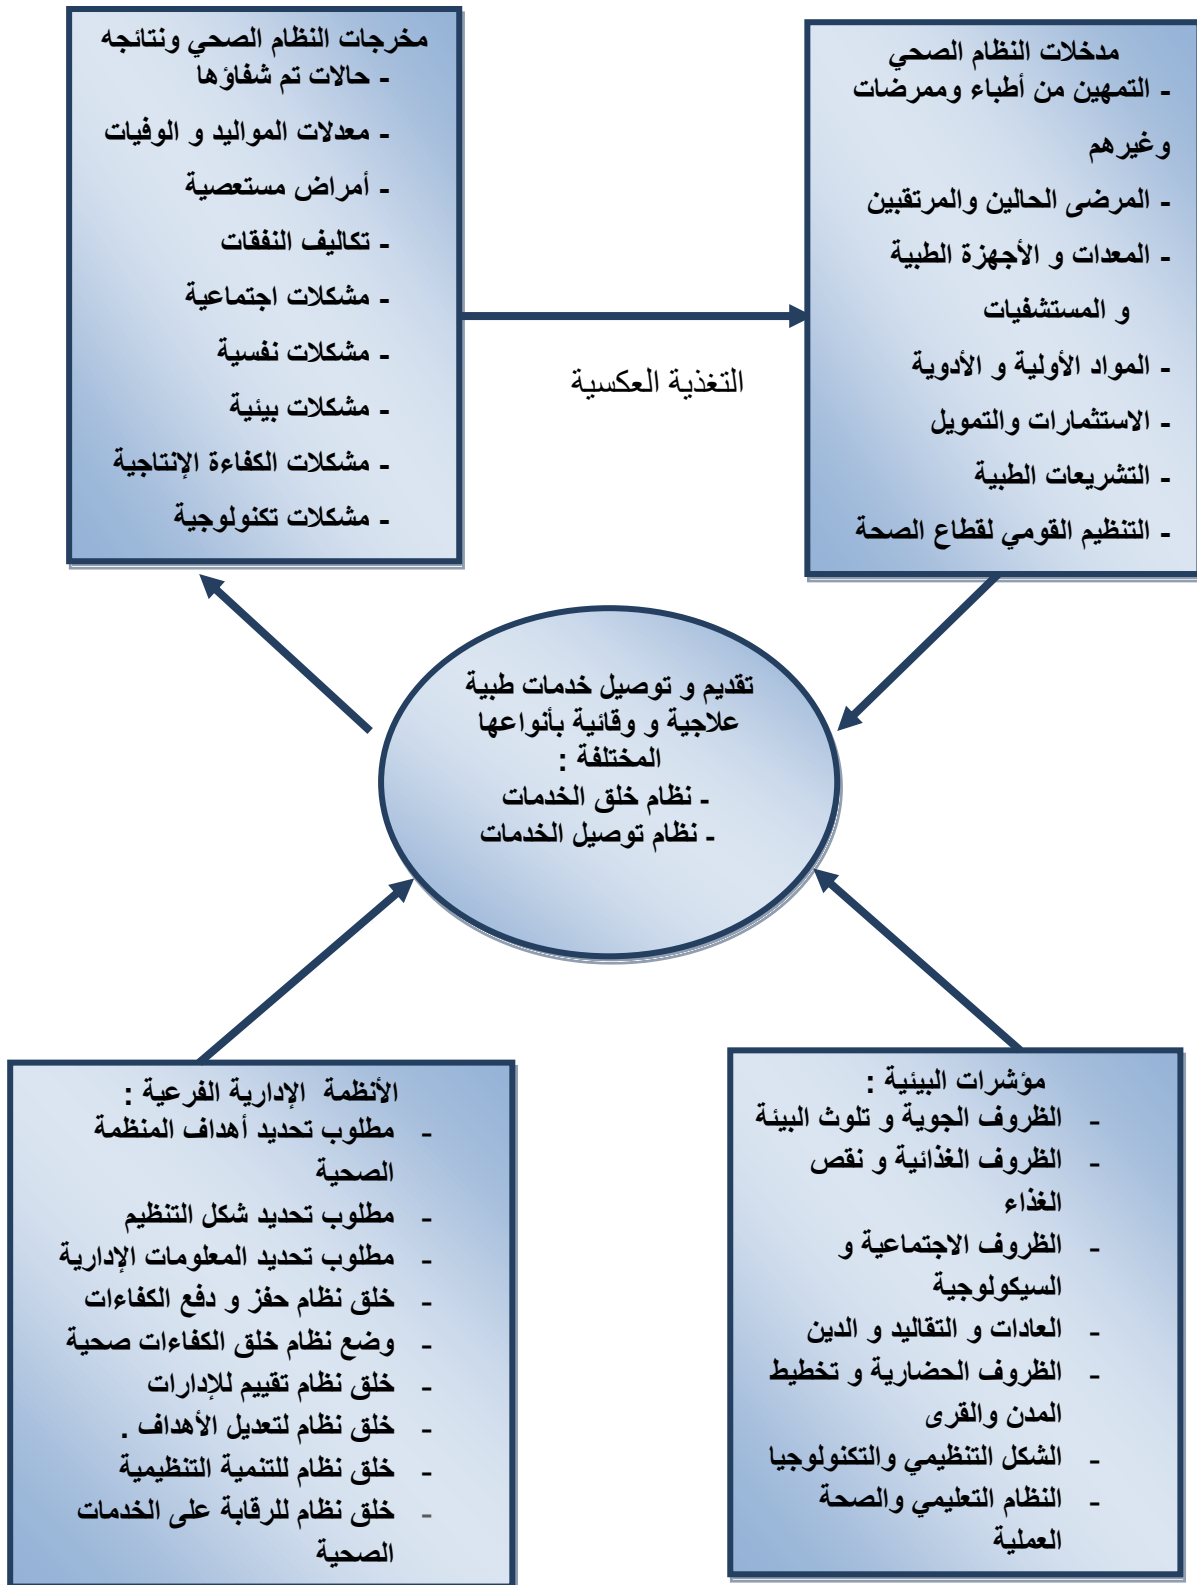 مدخلات النظام الصحي
- التمهين من أطباء وممرضات
وغيرهم
- المرضى الحالين والمرتقبين
- المعدات و الأجهزة الطبية
و المستشفيات
- المواد الأولية و الأدوية
- الاستثمارات والتمويل
- التشريعات الطبية
- التنظيم القومي لقطاع الصحة
مخرجات النظام الصحي ونتائجه
- حالات تم شفاؤها
- معدلات المواليد و الوفيات
- أمراض مستعصية
- تكاليف النفقات
- مشكلات اجتماعية
- مشكلات نفسية
- مشكلات بيئية
- مشكلات الكفاءة الإنتاجية
- مشكلات تكنولوجية
التغذية العكسية
تقديم و توصيل خدمات طبية
علاجية و وقائية بأنواعها
المختلفة :
- نظام خلق الخدمات
- نظام توصيل الخدمات
مؤشرات البيئية :
- الظروف الجوية و تلوث البيئة
- الظروف الغذائية و نقص
الغذاء
- الظروف الاجتماعية و
السيكولوجية
- العادات و التقاليد و الدين
- الظروف الحضارية و تخطيط
المدن والقرى
- الشكل التنظيمي والتكنولوجيا
- النظام التعليمي والصحة
العملية
الأنظمة الإدارية الفرعية :
- مطلوب تحديد أهداف المنظمة
الصحية
- مطلوب تحديد شكل التنظيم
- مطلوب تحديد المعلومات الإدارية
- خلق نظام حفز و دفع الكفاءات
- وضع نظام خلق الكفاءات صحية
- خلق نظام تقييم للإدارات
- خلق نظام لتعديل الأهداف .
- خلق نظام للتنمية التنظيمية
- خلق نظام للرقابة على الخدمات
الصحية